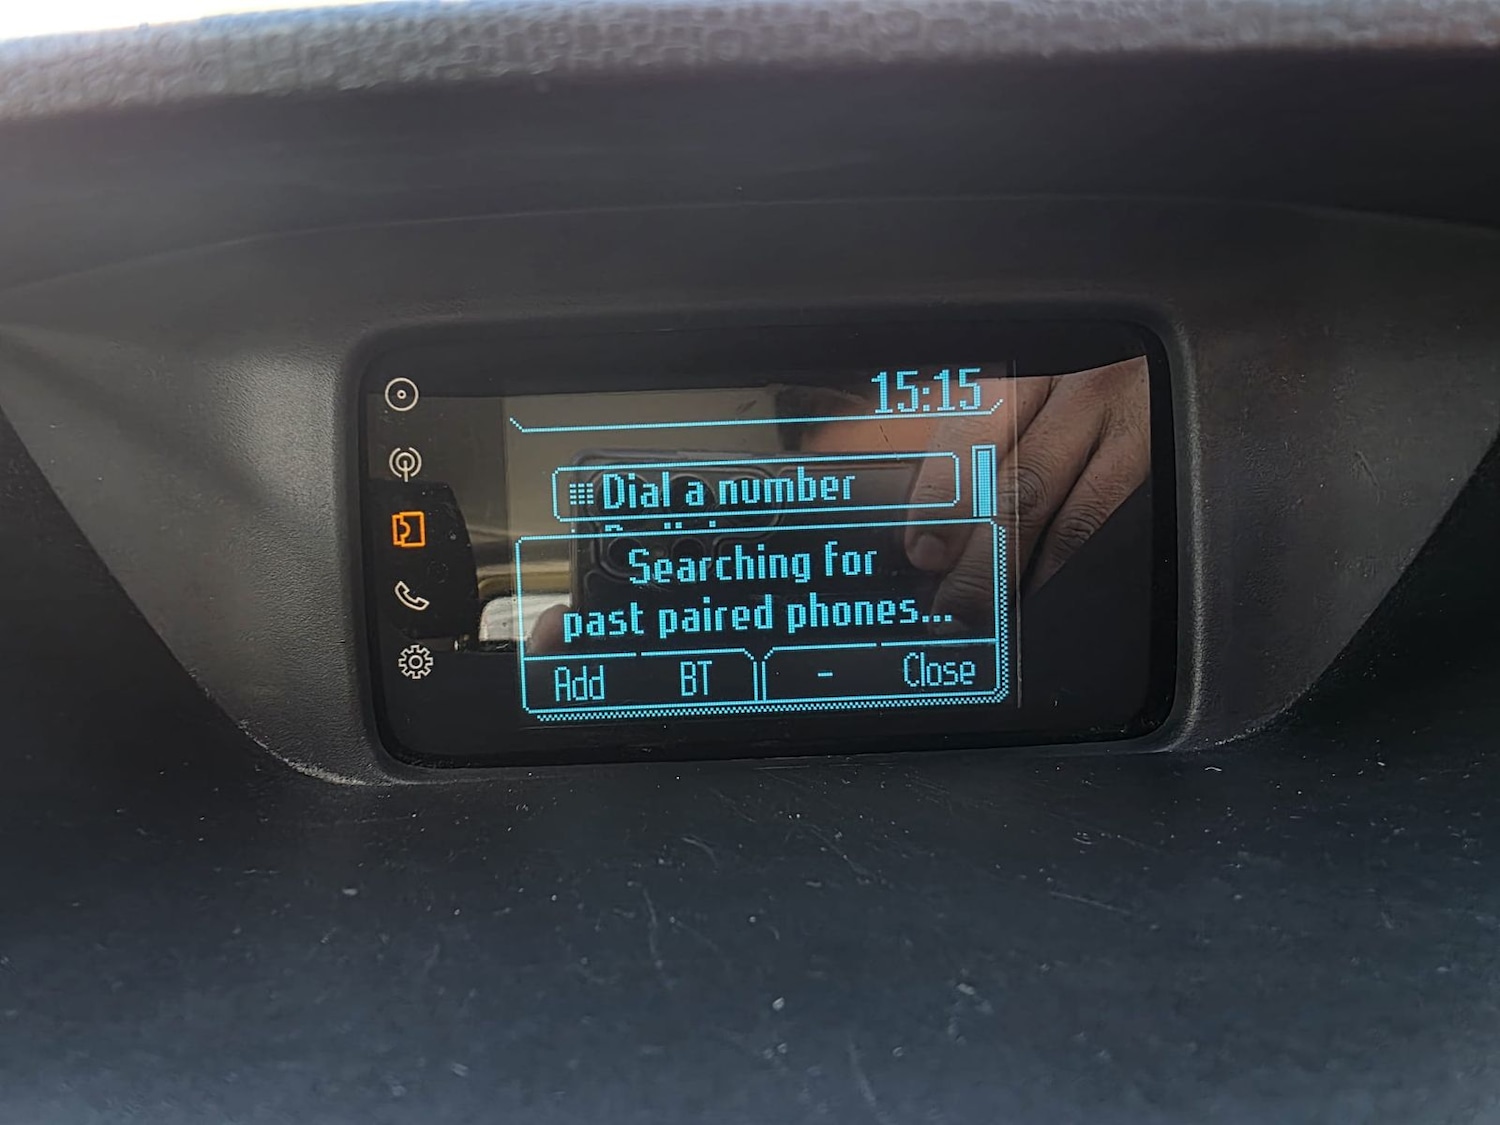 15:15
Dial a number
Searching for
past paired phones...
Add BT - Close